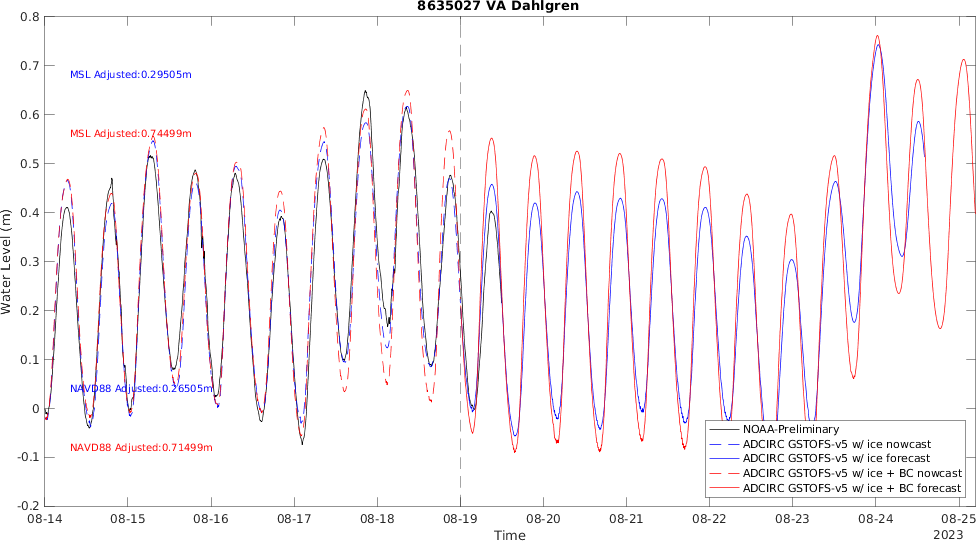 8635027 VA Dahlgren
0.8
0.7
MSL Adjusted:0.29505m
0.6
MSL Adjusted:0.74499m
0.5
0.4
0.3
0.2
0.1
NAVD88 Adjusted:0.26505m
0
NAVD88 Adjusted:0.71499m
-0.1
-0.2
Water Level (m)
NOAA-Preliminary
ADCIRC GSTOFS-v5 w/ ice nowcast
ADCIRC GSTOFS-v5 w/ ice forecast
ADCIRC GSTOFS-v5 w/ ice + BC nowcast
ADCIRC GSTOFS-v5 w/ ice + BC forecast
08-14 08-15 08-16 08-17 08-18 08-19 08-20 08-21 08-22 08-23 08-24 08-25
Time 2023